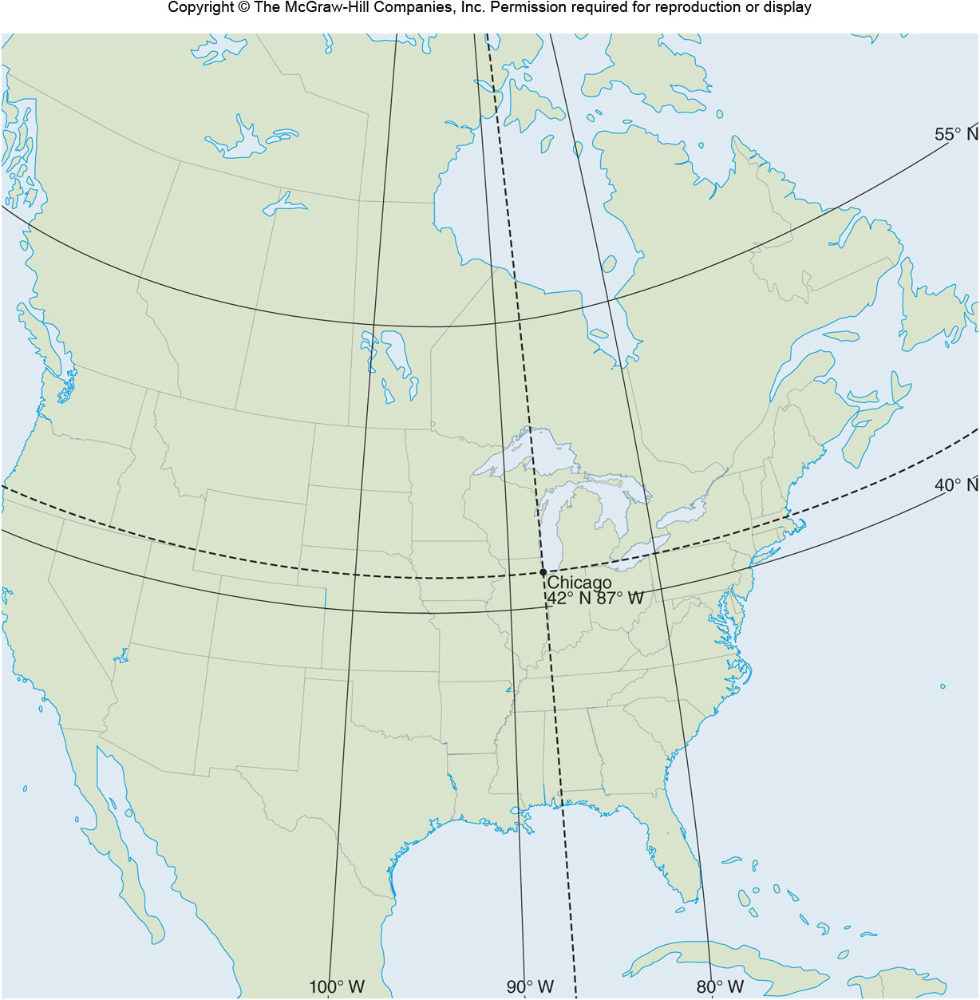 Copyright © The McGraw-Hill Companies, Inc. Permission required for reproduction or display
55° N
40° N
Chicago
42° N 87° W
100° W
90° W
80° W